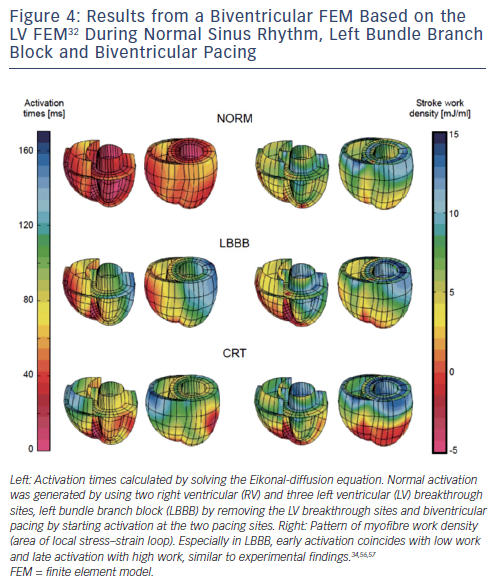 Figure 4: Results from a Biventricular FEM Based on the
LV FEM³² During Normal Sinus Rhythm, Left Bundle Branch
Block and Biventricular Pacing
Activation
times [ms]
NORM
Stroke work
density [mJ/ml]
160
120
80
40
0
LBBB
CRT
15
10
5
0
-5
Left: Activation times calculated by solving the Eikonal-diffusion equation. Normal activation
was generated by using two right ventricular (RV) and three left ventricular (LV) breakthrough
sites, left bundle branch block (LBBB) by removing the LV breakthrough sites and biventricular
pacing by starting activation at the two pacing sites. Right: Pattern of myofibre work density
(area of local stress–strain loop). Especially in LBBB, early activation coincides with low work
and late activation with high work, similar to experimental findings.³⁴,⁵⁶,⁵⁷
FEM = finite element model.